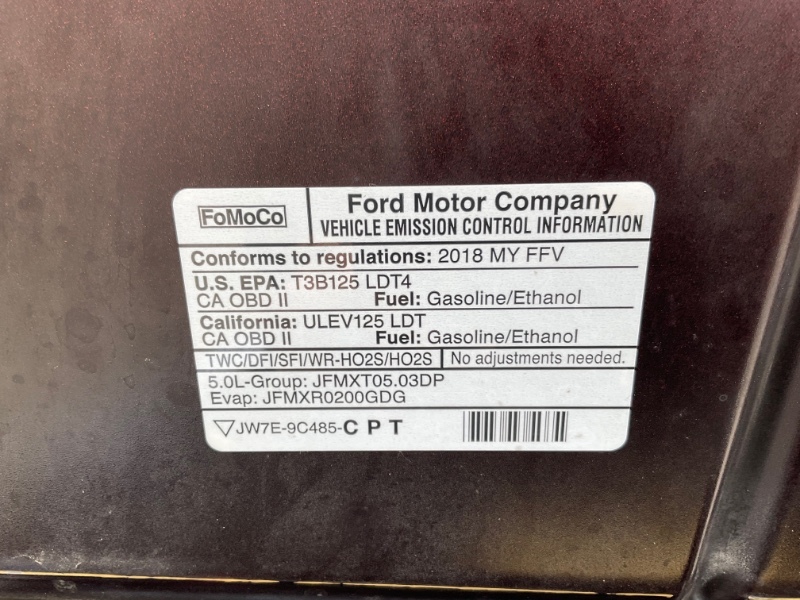 FoMoCo
Ford Motor Company
VEHICLE EMISSION CONTROL INFORMATION
Conforms to regulations: 2018 MY FFV
U.S. EPA: T3B125 LDT4
CA OBD II Fuel: Gasoline/Ethanol
California: ULEV125 LDT
CA OBD II Fuel: Gasoline/Ethanol
TWC/DFI/SFI/WR-HO2S/HO2S No adjustments needed.
5.0L-Group: JFMXT05.03DP
Evap: JFMXR0200GDG
▽JW7E-9C485-C P T